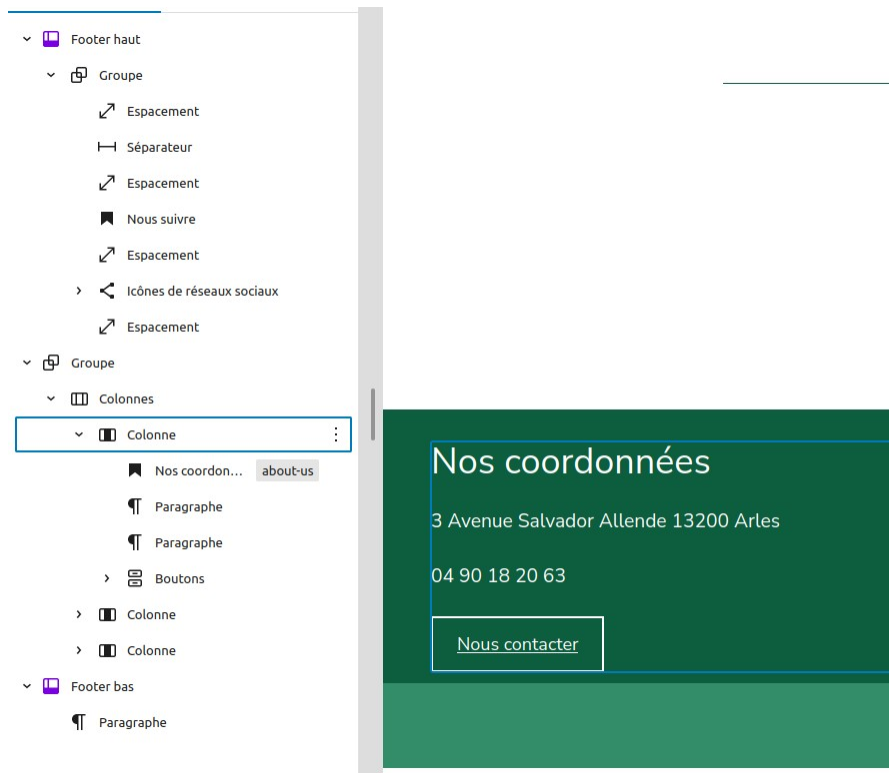 Footer haut
Groupe
Espacement
Séparateur
Espacement
Nous suivre
Espacement
Icônes de réseaux sociaux
Espacement
Groupe
Colonnes
Colonne
Nos coordon... about-us
Paragraphe
Paragraphe
Boutons
Colonne
Colonne
Footer bas
Paragraphe
Nos coordonnées
3 Avenue Salvador Allende 13200 Arles
04 90 18 20 63
Nous contacter